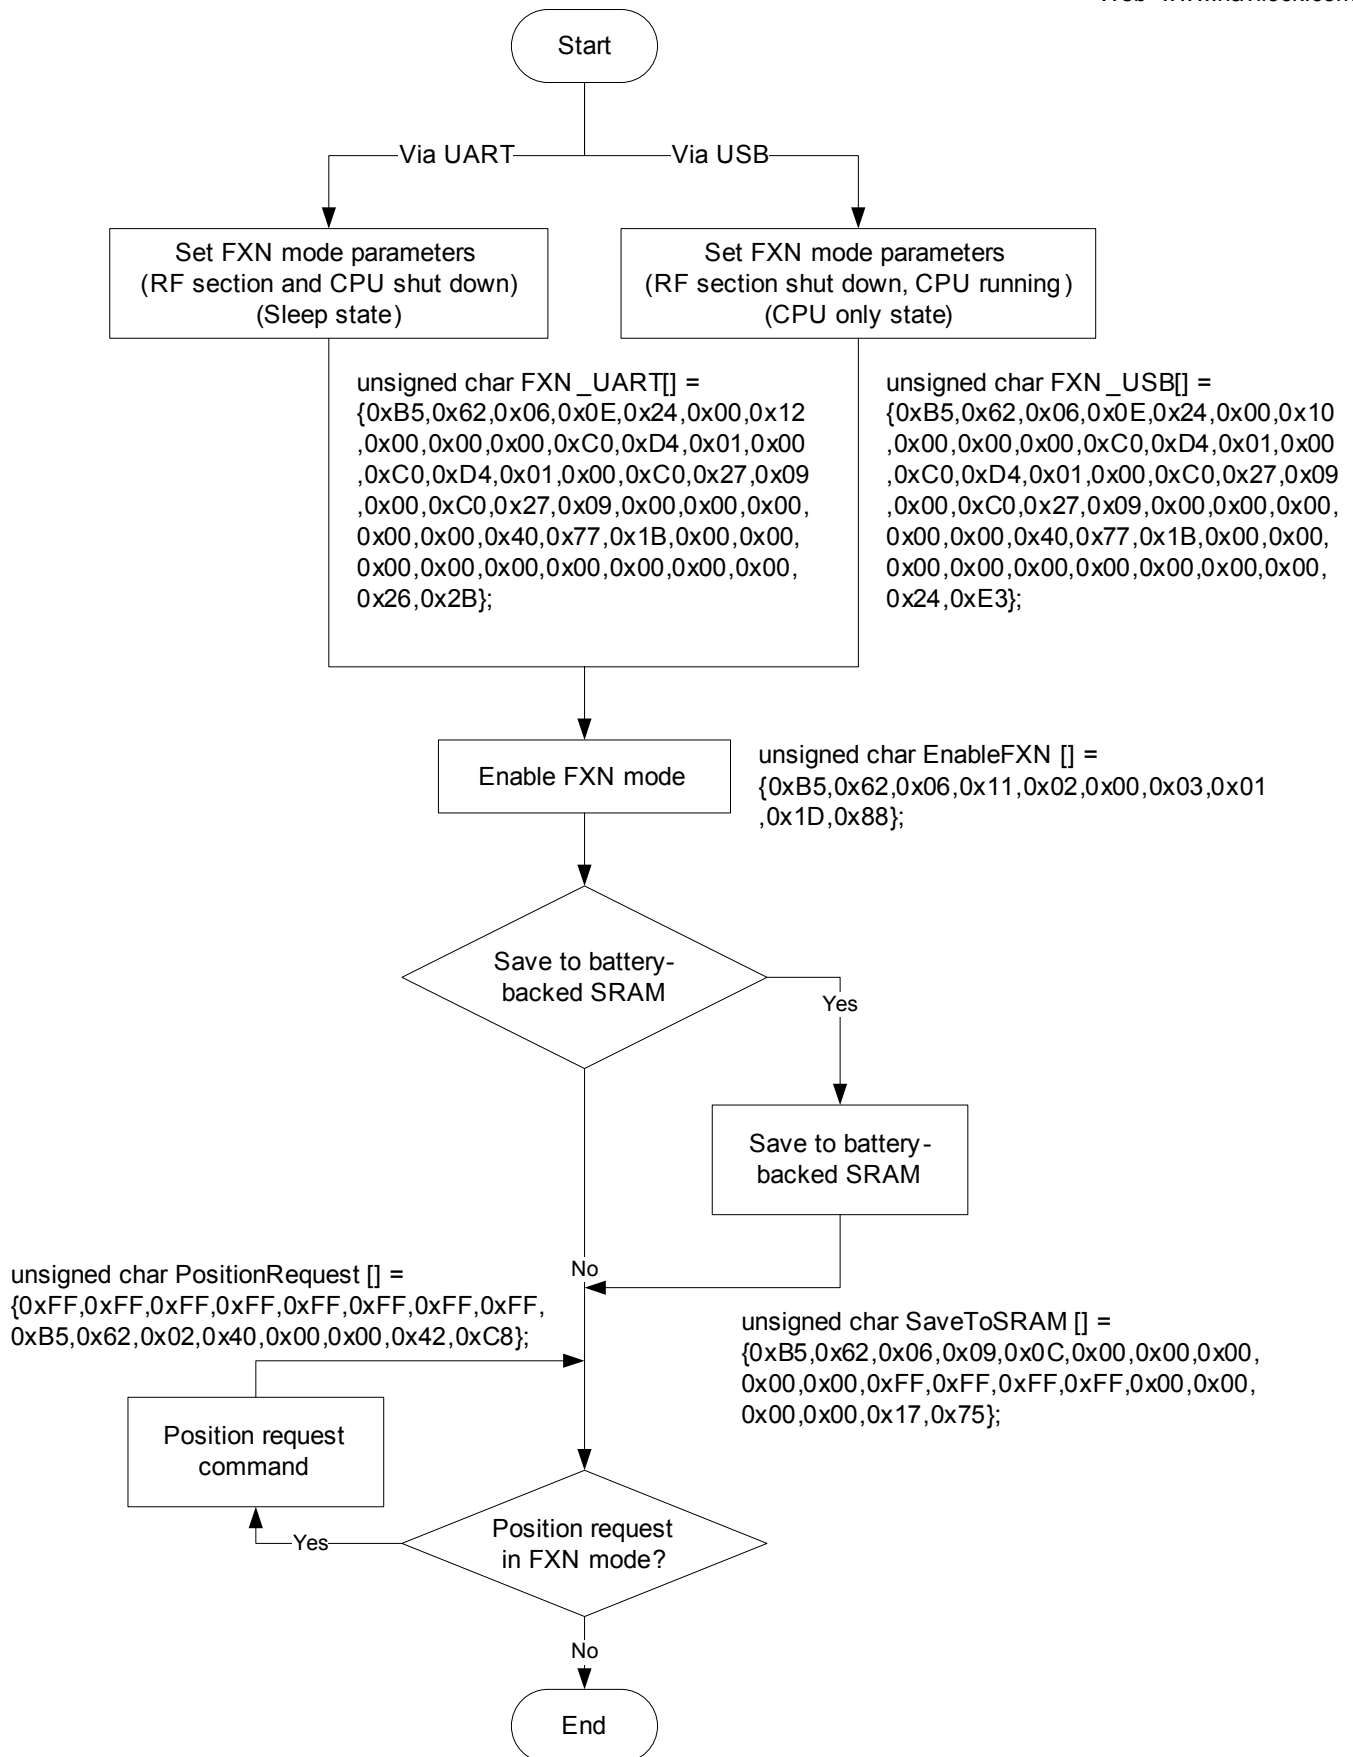 Start
Via UART
Via USB
Set FXN mode parameters
(RF section and CPU shut down)
(Sleep state)
Set FXN mode parameters
(RF section shut down, CPU running)
(CPU only state)
unsigned char FXN_UART[] =
{0xB5,0x62,0x06,0x0E,0x24,0x00,0x12
,0x00,0x00,0x00,0xC0,0xD4,0x01,0x00
,0xC0,0xD4,0x01,0x00,0xC0,0x27,0x09
,0x00,0xC0,0x27,0x09,0x00,0x00,0x00,
0x00,0x00,0x40,0x77,0x1B,0x00,0x00,
0x00,0x00,0x00,0x00,0x00,0x00,0x00,
0x26,0x2B};
unsigned char FXN_USB[] =
{0xB5,0x62,0x06,0x0E,0x24,0x00,0x10
,0x00,0x00,0x00,0xC0,0xD4,0x01,0x00
,0xC0,0xD4,0x01,0x00,0xC0,0x27,0x09
,0x00,0xC0,0x27,0x09,0x00,0x00,0x00,
0x00,0x00,0x40,0x77,0x1B,0x00,0x00,
0x00,0x00,0x00,0x00,0x00,0x00,0x00,
0x24,0xE3};
Enable FXN mode
unsigned char EnableFXN [] =
{0xB5,0x62,0x06,0x11,0x02,0x00,0x03,0x01
,0x1D,0x88};
Save to battery-
backed SRAM
Yes
Save to battery-
backed SRAM
No
unsigned char PositionRequest [] =
{0xFF,0xFF,0xFF,0xFF,0xFF,0xFF,0xFF,0xFF,
0xB5,0x62,0x02,0x40,0x00,0x00,0x42,0xC8};
unsigned char SaveToSRAM [] =
{0xB5,0x62,0x06,0x09,0x0C,0x00,0x00,0x00,
0x00,0x00,0xFF,0xFF,0xFF,0xFF,0x00,0x00,
0x00,0x00,0x17,0x75};
Position request
command
Position request
in FXN mode?
Yes
No
End